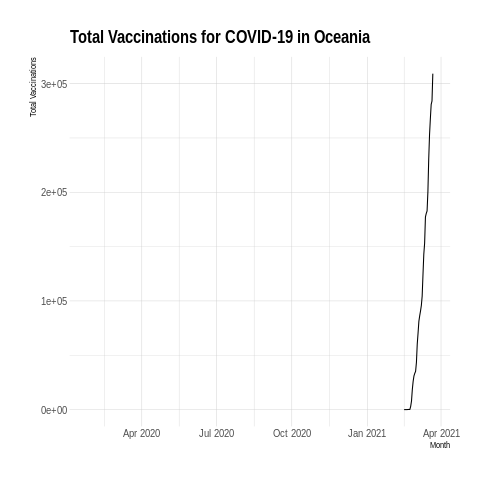 Total Vaccinations for COVID-19 in Oceania
Total Vaccinations
3e+05
2e+05
1e+05
0e+00
Apr 2020 Jul 2020 Oct 2020 Jan 2021 Apr 2021
Month